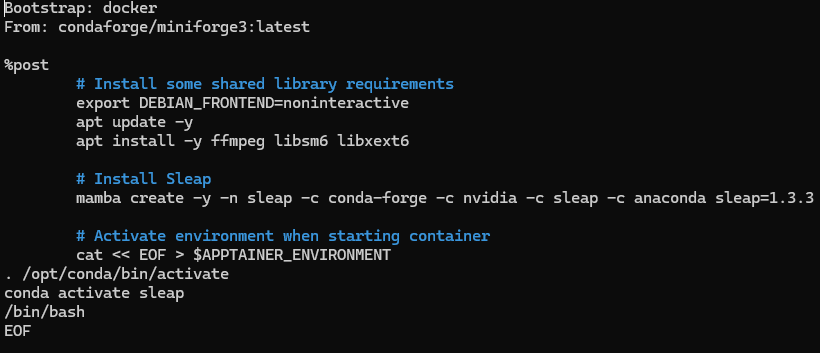 Bootstrap: docker
From: condaforge/miniforge3:latest

%post
        # Install some shared library requirements
        export DEBIAN_FRONTEND=noninteractive
        apt update -y
        apt install -y ffmpeg libsm6 libxext6

        # Install Sleap
        mamba create -y -n sleap -c conda-forge -c nvidia -c sleap -c anaconda sleap=1.3.3

        # Activate environment when starting container
        cat << EOF > $APPTAINER_ENVIRONMENT
. /opt/conda/bin/activate
conda activate sleap
/bin/bash
EOF